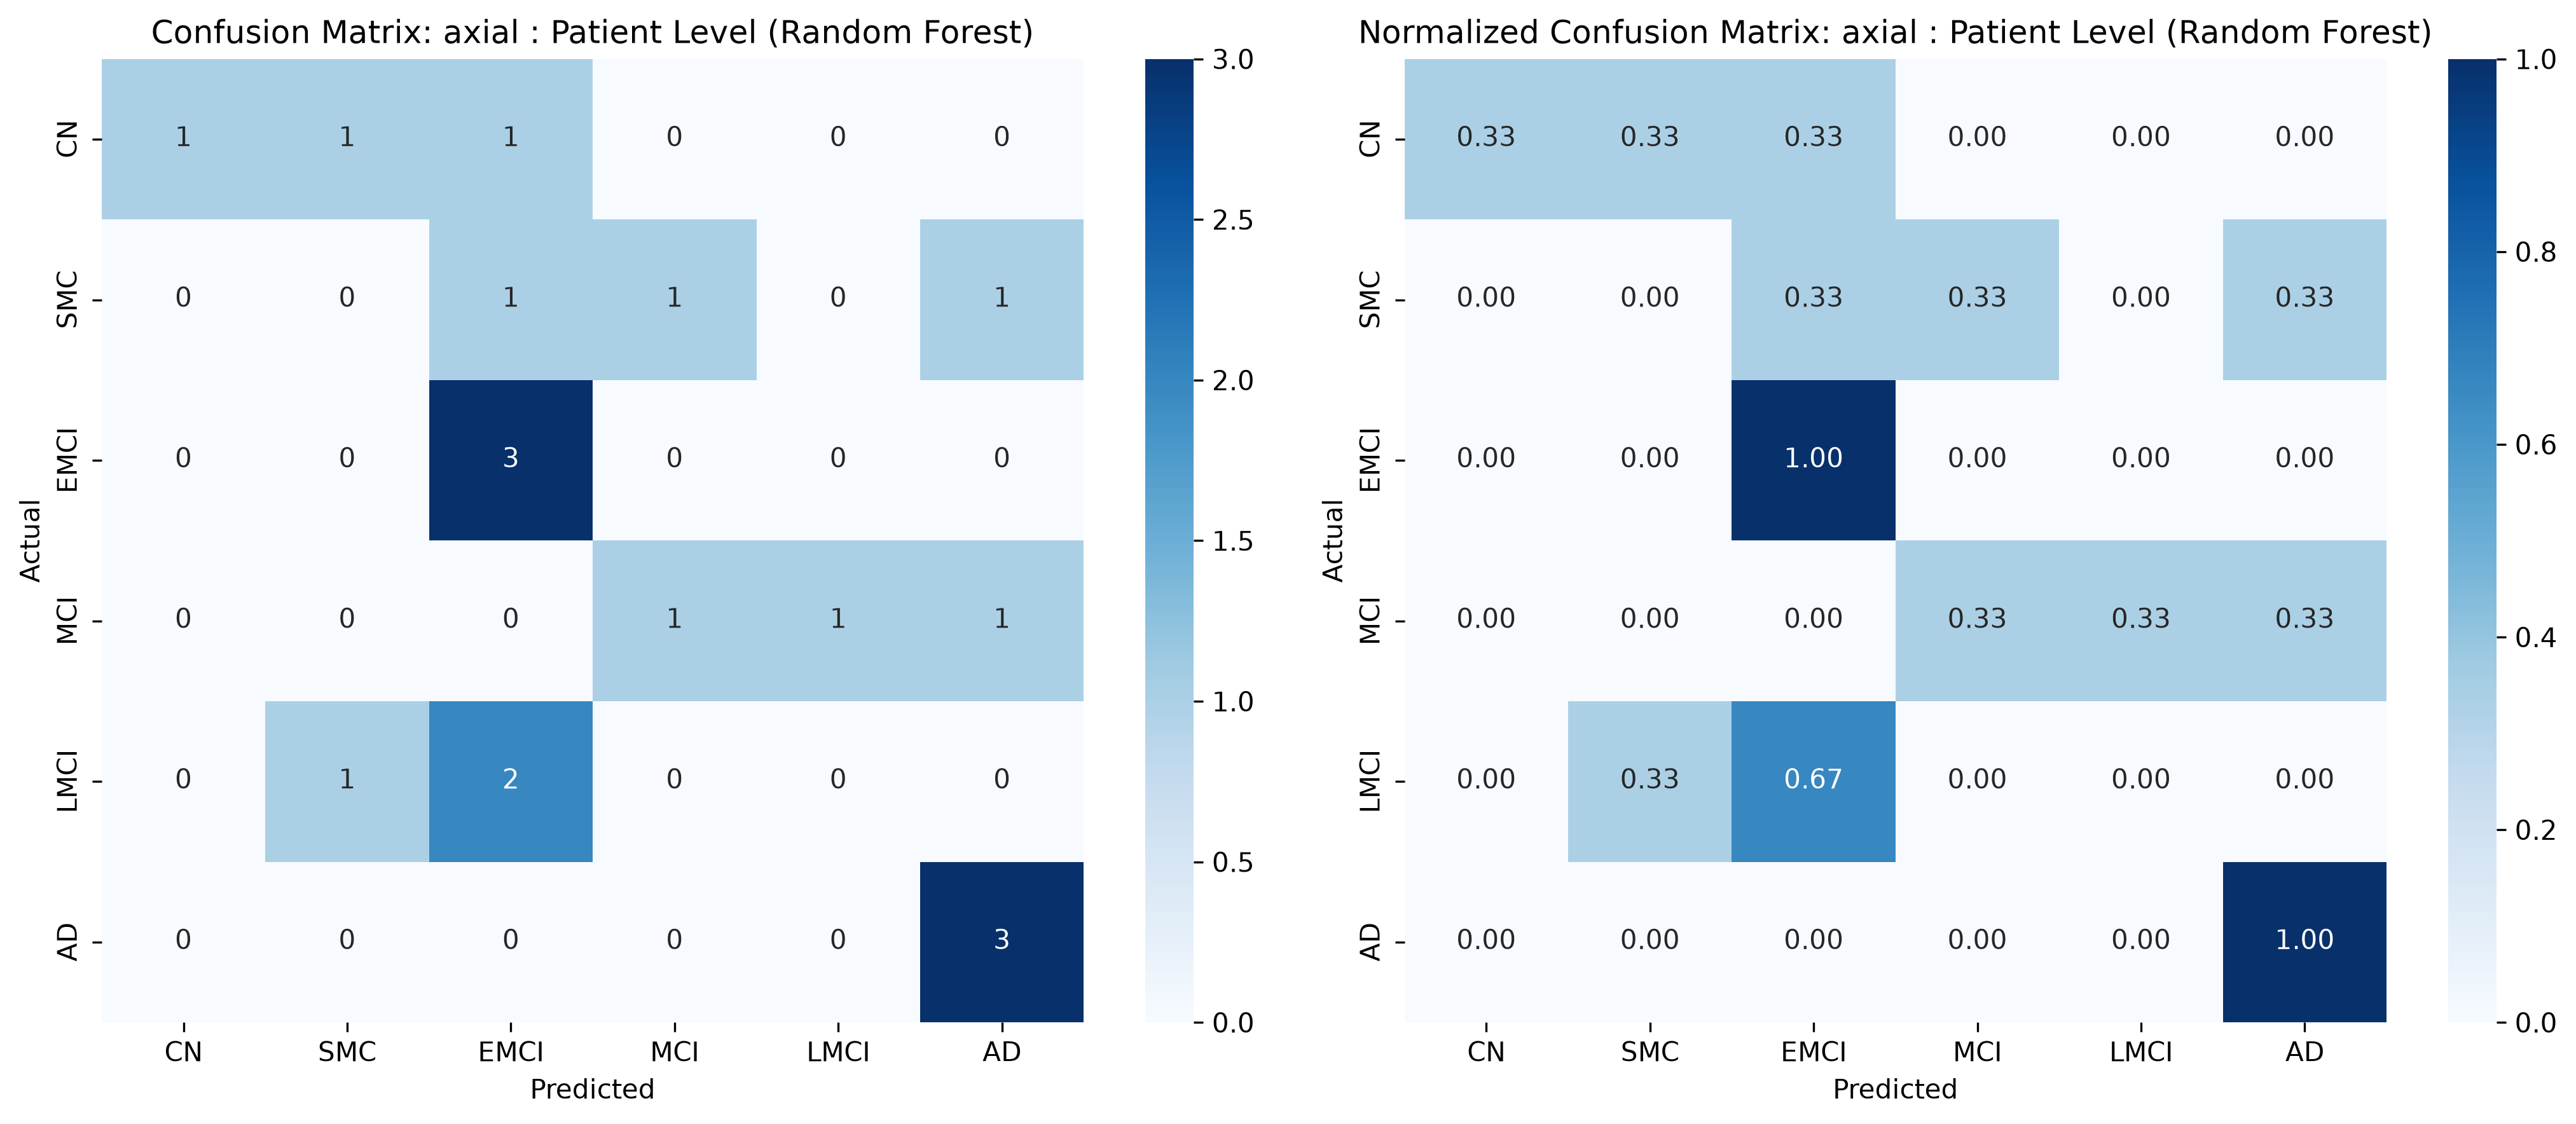 Confusion Matrix: axial : Patient Level (Random Forest)
CN 1 1 1 0 0 0
SMC 0 0 1 1 0 1
EMCI 0 0 3 0 0 0
MCI 0 0 0 1 1 1
LMCI 0 1 2 0 0 0
AD 0 0 0 0 0 3
Actual
CN SMC EMCI MCI LMCI AD
Predicted
3.0
2.5
2.0
1.5
1.0
0.5
0.0
Normalized Confusion Matrix: axial : Patient Level (Random Forest)
CN 0.33 0.33 0.33 0.00 0.00 0.00
SMC 0.00 0.00 0.33 0.33 0.00 0.33
EMCI 0.00 0.00 1.00 0.00 0.00 0.00
MCI 0.00 0.00 0.00 0.33 0.33 0.33
LMCI 0.00 0.33 0.67 0.00 0.00 0.00
AD 0.00 0.00 0.00 0.00 0.00 1.00
Actual
CN SMC EMCI MCI LMCI AD
Predicted
1.0
0.8
0.6
0.4
0.2
0.0